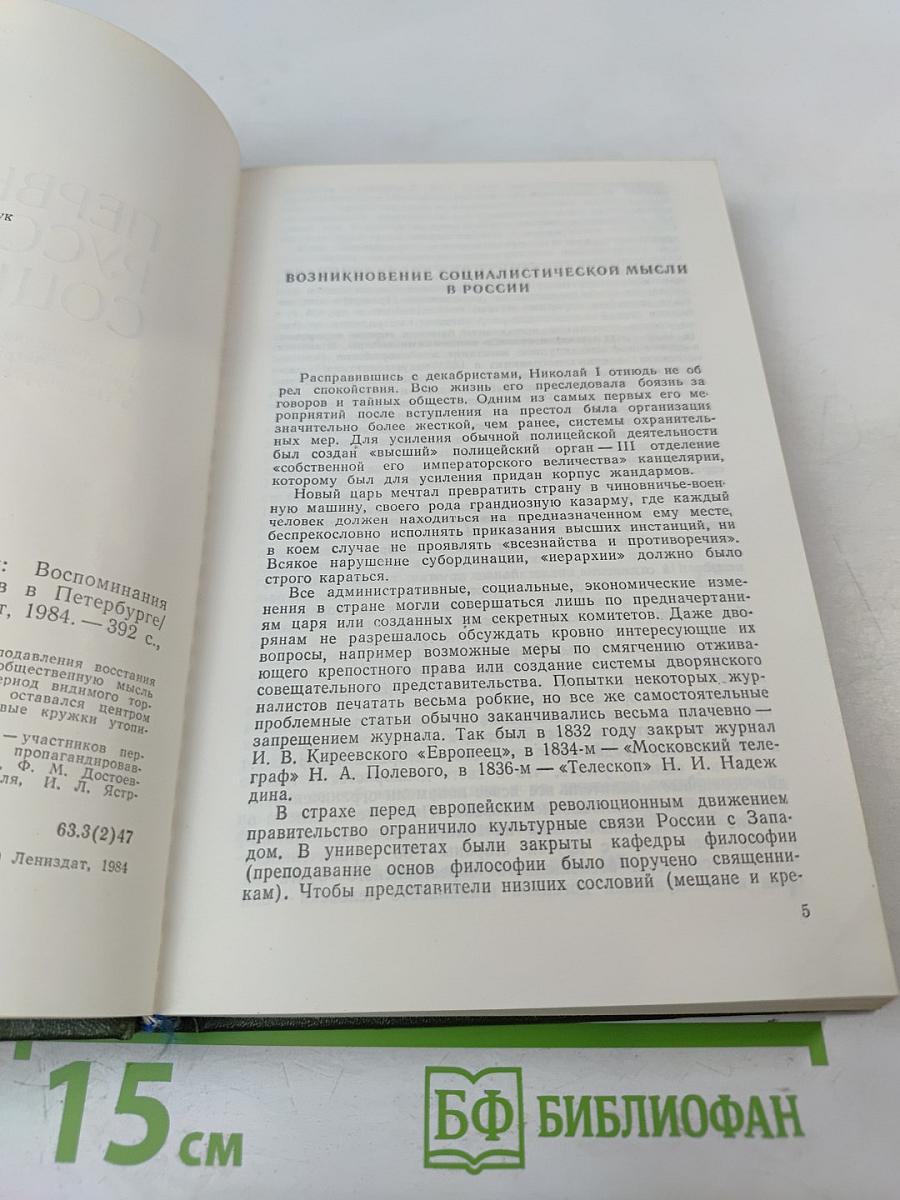 ук
: Воспоминания
в в Петербурге/
т, 1984. — 392 с.,
подавления восстания
общественную мысль
ериод видимого тор-
оставался центром
вые кружки утопи-
— участников пер-
пропагандировав-
, Ф. М. Достоев-
ля, И. Л. Ястр-
63.3(2)47
) Лениздат, 1984
ВОЗНИКНОВЕНИЕ СОЦИАЛИСТИЧЕСКОЙ МЫСЛИ
В РОССИИ
Расправившись с декабристами, Николай I отнюдь не об
рел спокойствия. Всю жизнь его преследовала боязнь за
говоров и тайных обществ. Одним из самых первых его ме-
роприятий после вступления на престол была организация
значительно более жесткой, чем ранее, системы охранитель-
ных мер. Для усиления обычной полицейской деятельности
был создан «высший» полицейский орган — III отделение
«собственной его императорского величества» канцелярии,
которому был для усиления придан корпус жандармов.
Новый царь мечтал превратить страну в чиновничье-воен-
ную машину, своего рода грандиозную казарму, где каждый
человек должен находиться на предназначенном ему месте,
беспрекословно исполнять приказания высших инстанций, ни
в коем случае не проявлять «всезнайства и противоречия».
Всякое нарушение субординации, «иерархии» должно было
строго караться.
Все административные, социальные, экономические изме-
нения в стране могли совершаться лишь по предначертани-
ям царя или созданных им секретных комитетов. Даже дво-
рянам не разрешалось обсуждать кровно интересующие их
вопросы, например возможные меры по смягчению отжива-
ющего крепостного права или создание системы дворянского
совещательного представительства. Попытки некоторых жур-
налистов печатать весьма робкие, но все же самостоятельные
проблемные статьи обычно заканчивались весьма плачевно —
запрещением журнала. Так был в 1832 году закрыт журнал
И. В. Киреевского «Европеец», в 1834-м — «Московский теле-
граф» Н. А. Полевого, в 1836-м — «Телескоп» Н. И. Надеж
дина.
В страхе перед европейским революционным движением
правительство ограничило культурные связи России с Запа-
дом. В университетах были закрыты кафедры философии
(преподавание основ философии было поручено священни-
кам). Чтобы представители низших сословий (мещане и кре-
5
15 см
БФ БИБЛИОФАН